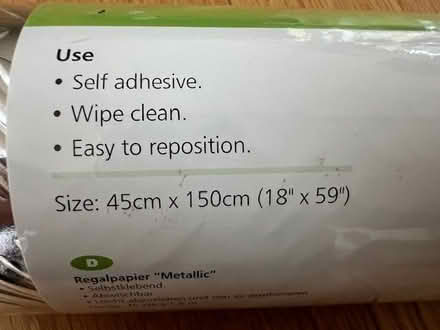 Use
• Self adhesive.
• Wipe clean.
• Easy to reposition.
Size: 45cm x 150cm (18" x 59")
D
Regalpapier "Metallic"
• Selbstklebend.
• Abwischbar.